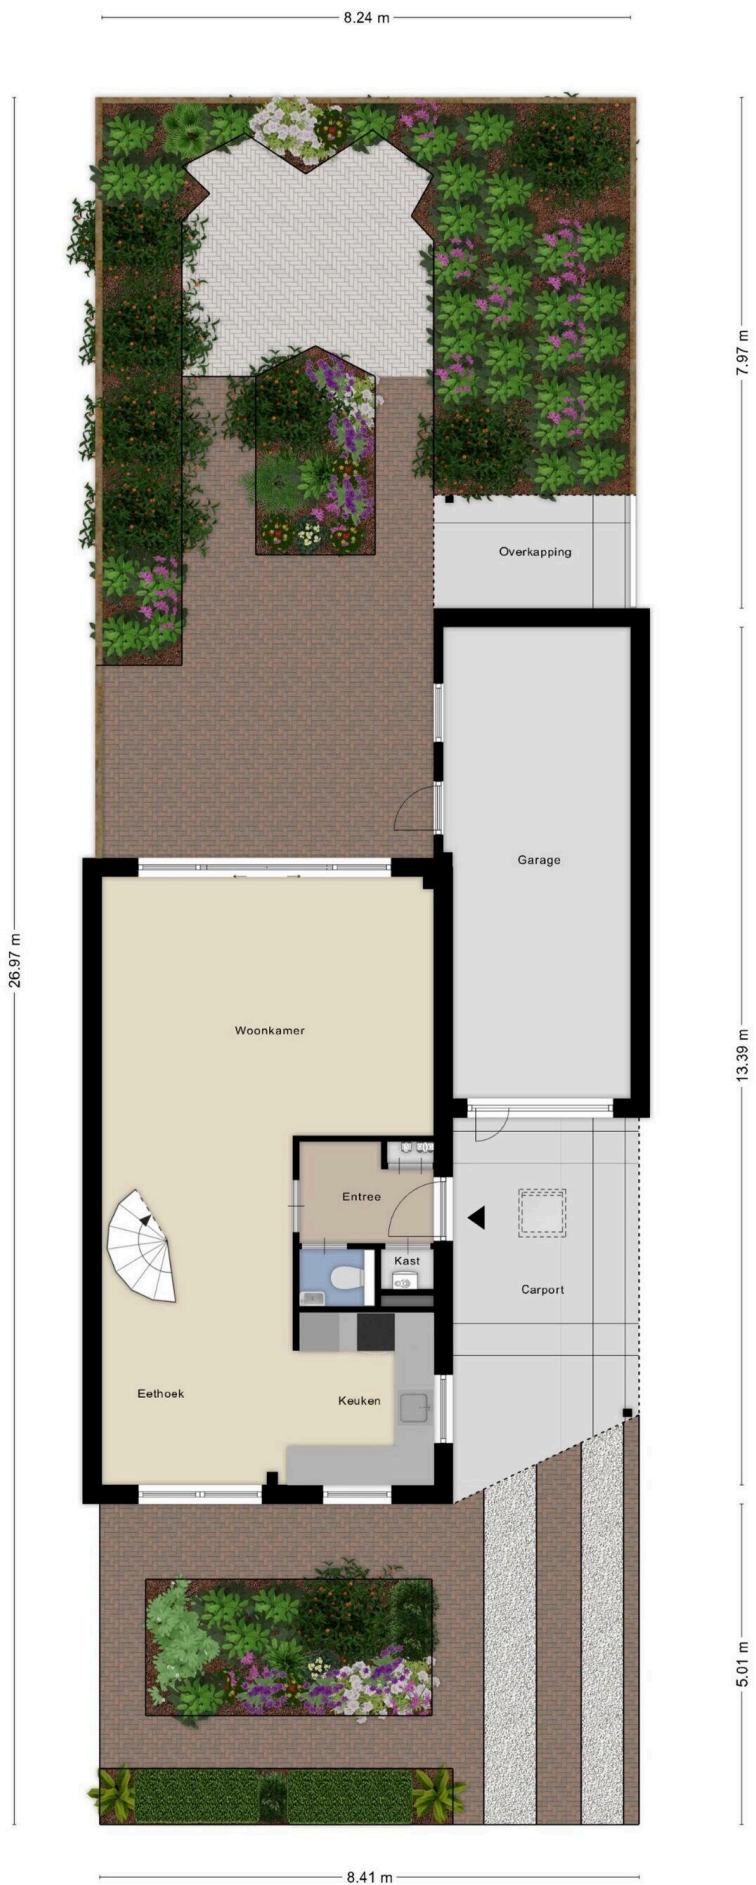 8.24 m
7.97 m
Overkapping
Garage
26.97 m
Woonkamer
13.39 m
Entree
Kast
Carport
Eethoek
Keuken
5.01 m
8.41 m